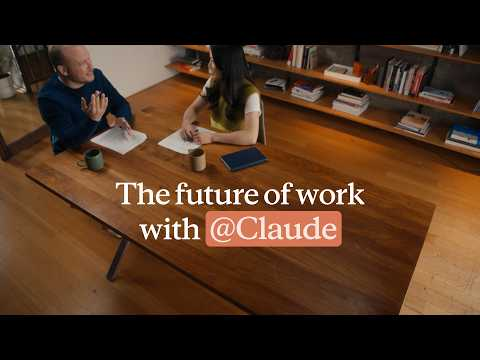 The future of work
with @Claude